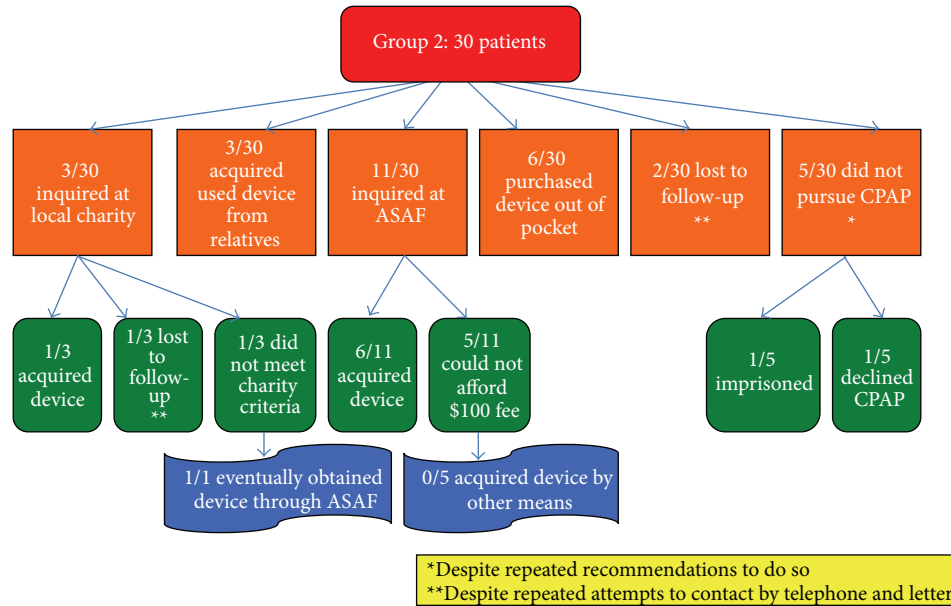 Group 2: 30 patients
3/30
inquired at
local charity
3/30
acquired
used device
from
relatives
11/30
inquired at
ASAF
6/30
purchased
device out of
pocket
2/30 lost to
follow-up
**
5/30 did not
pursue CPAP
*
1/3
acquired
device
1/3 lost
to
follow-
up
**
1/3 did
not meet
charity
criteria
6/11
acquired
device
5/11
could not
afford
$100 fee
1/5
imprisoned
1/5
declined
CPAP
1/1 eventually obtained
device through ASAF
0/5 acquired device by
other means
*Despite repeated recommendations to do so
**Despite repeated attempts to contact by telephone and letter